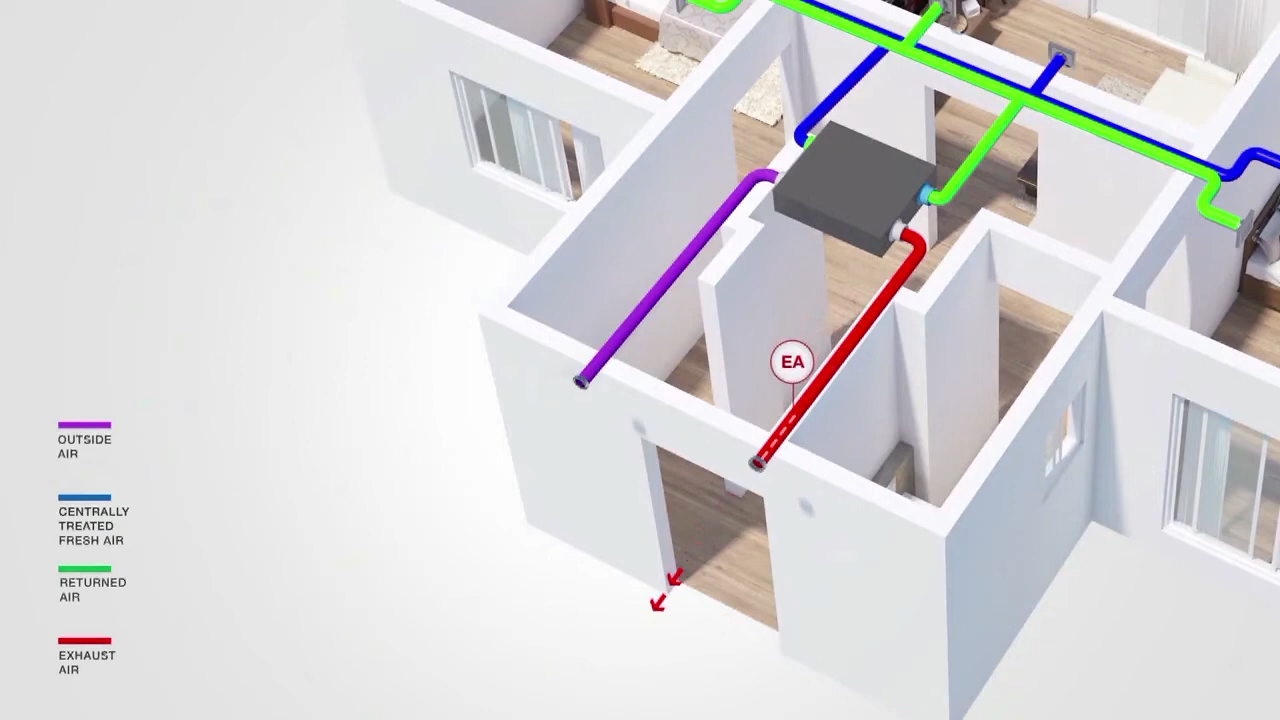 EA
OUTSIDE
AIR
CENTRALLY
TREATED
FRESH AIR
RETURNED
AIR
EXHAUST
AIR